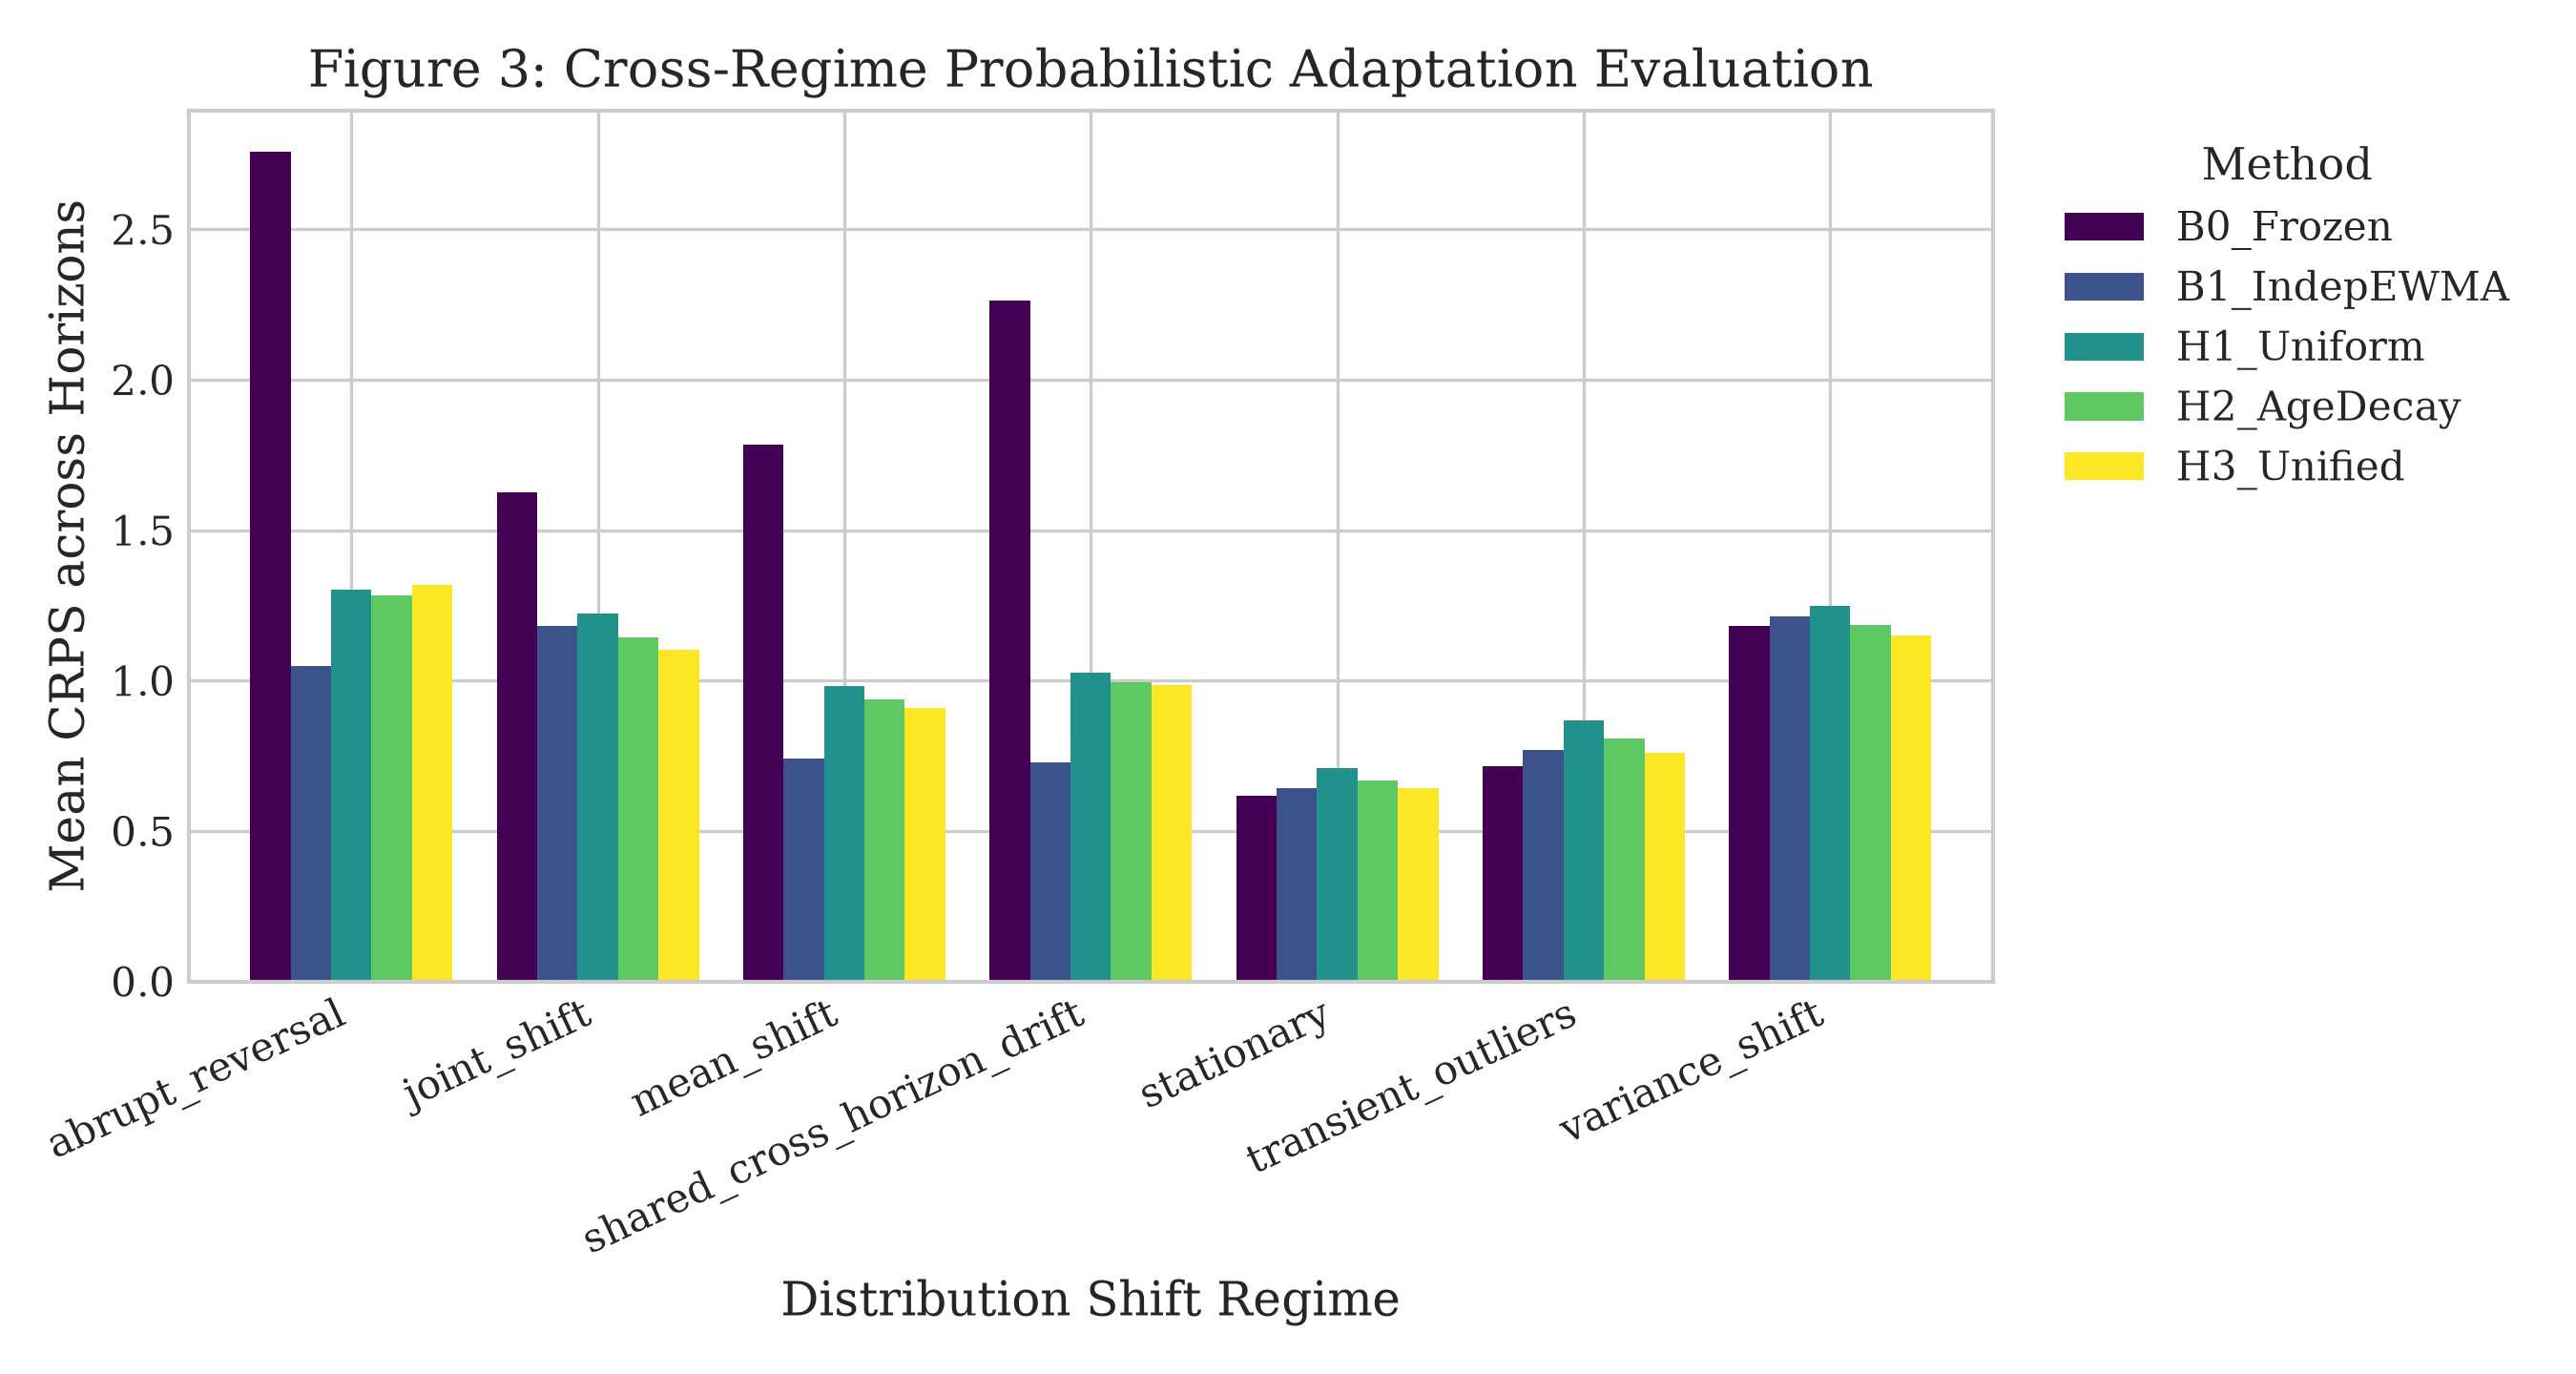 Figure 3: Cross-Regime Probabilistic Adaptation Evaluation
Mean CRPS across Horizons
2.5
2.0
1.5
1.0
0.5
0.0
abrupt_reversal
joint_shift
mean_shift
shared_cross_horizon_drift
stationary
transient_outliers
variance_shift
Distribution Shift Regime
Method
B0_Frozen
B1_IndepEWMA
H1_Uniform
H2_AgeDecay
H3_Unified